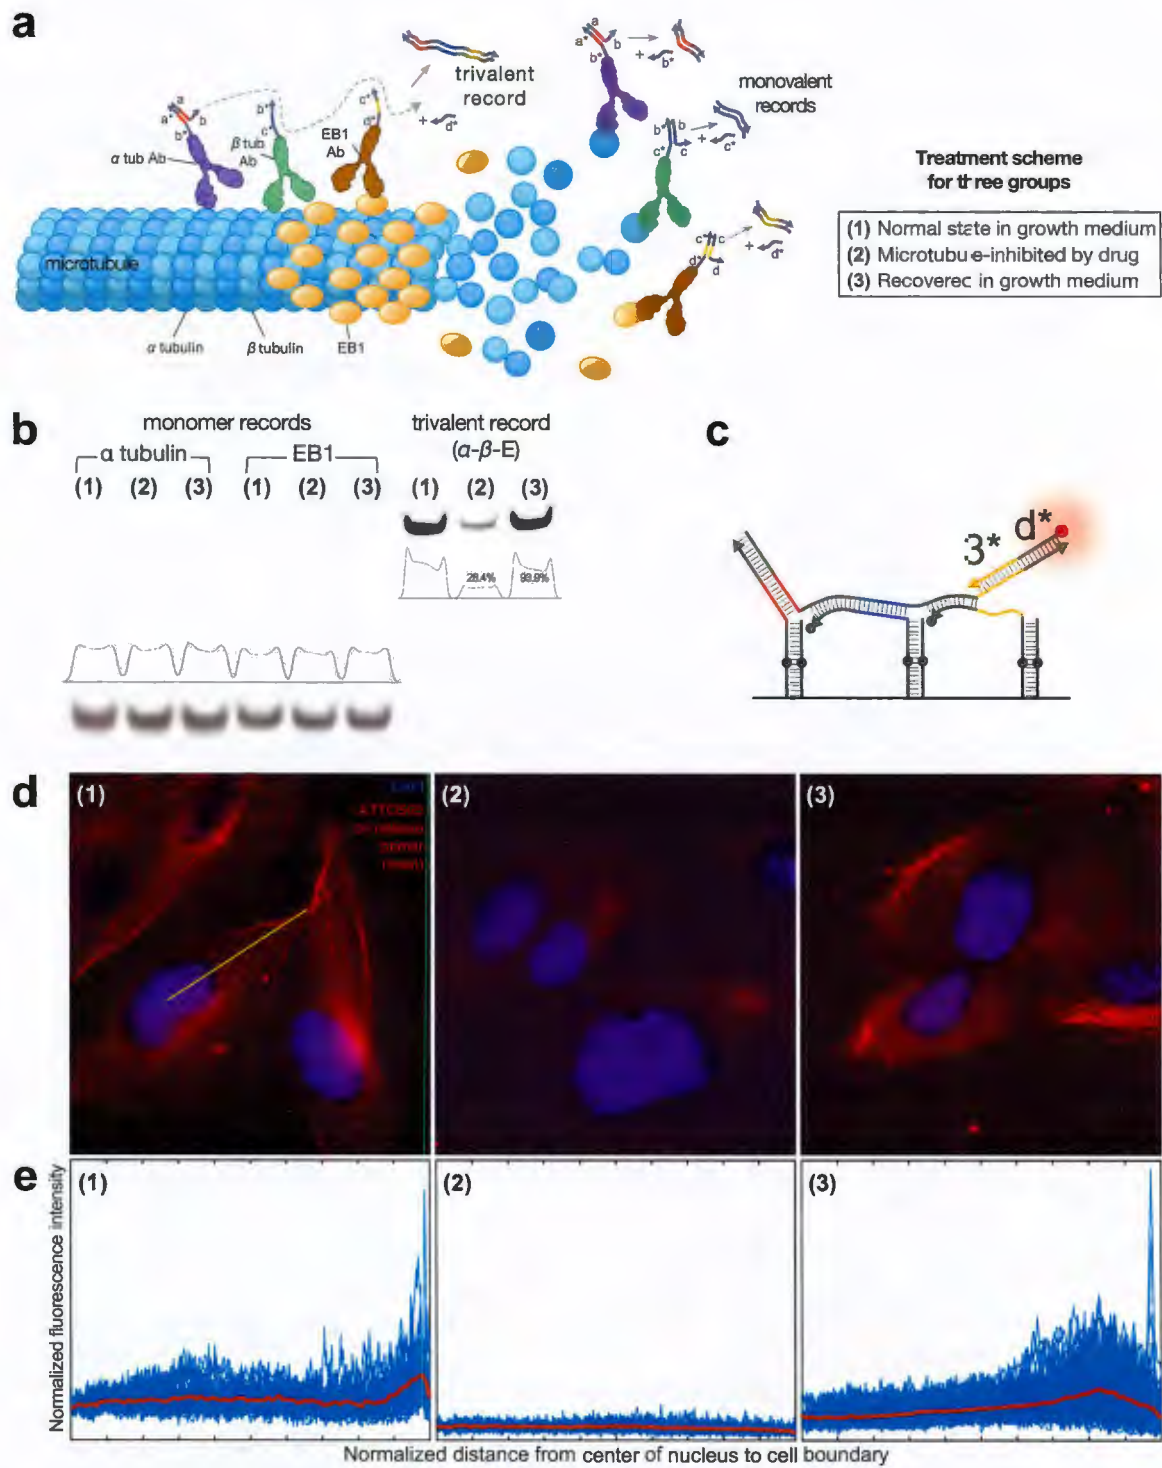 a
trivalent
record
a
a*
b
b*
b*
c*
c*
d*
+
d*
α tub Ab
β tub
Ab
EB1
Ab
microtubule
α tubulin
β tubulin
EB1
a
a*
b
b*
+
b*
monovalent
records
b*
b
c*
c
+
c*
c*
c
d*
d
+
d*
Treatment scheme
for three groups
(1) Normal state in growth medium
(2) Microtubule-inhibited by drug
(3) Recovered in growth medium
b
monomer records
α tubulin
EB1
(1) (2) (3) (1) (2) (3)
trivalent record
(α-β-E)
(1) (2) (3)
28.4%
93.9%
c
3*
d*
d
(1)
(2)
(3)
e
(1)
(2)
(3)
Normalized fluorescence intensity
Normalized distance from center of nucleus to cell boundary